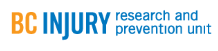 BC INJURY research and
prevention unit